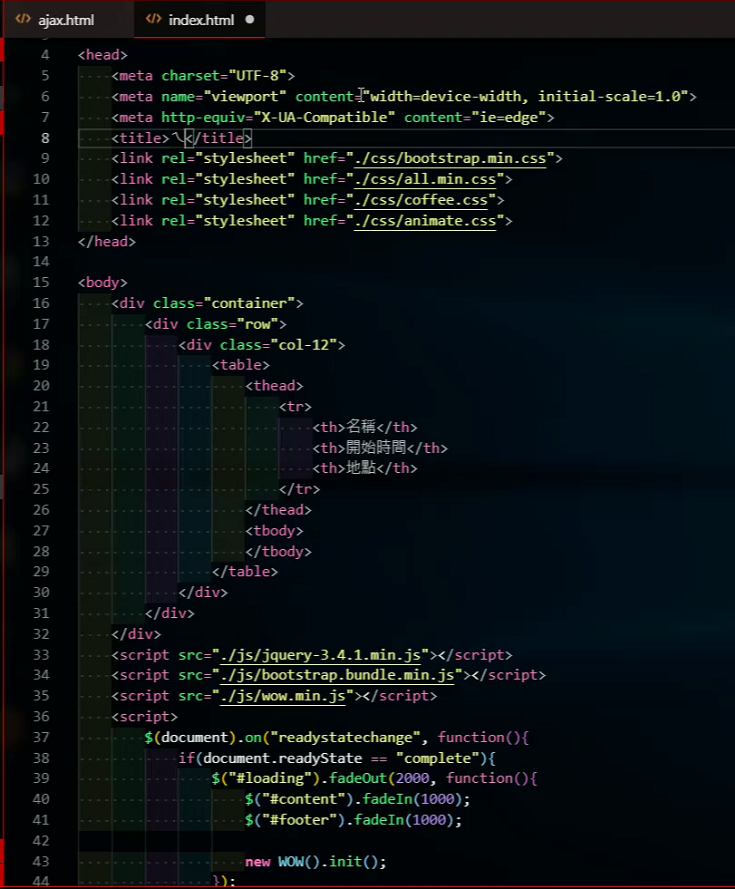 ajax.html
index.html
4 <head>
5 <meta charset="UTF-8">
6 <meta name="viewport" content="width=device-width, initial-scale=1.0">
7 <meta http-equiv="X-UA-Compatible" content="ie=edge">
8 <title>ㄟ</title>
9 <link rel="stylesheet" href="./css/bootstrap.min.css">
10 <link rel="stylesheet" href="./css/all.min.css">
11 <link rel="stylesheet" href="./css/coffee.css">
12 <link rel="stylesheet" href="./css/animate.css">
13 </head>
14
15 <body>
16 <div class="container">
17 <div class="row">
18 <div class="col-12">
19 <table>
20 <thead>
21 <tr>
22 <th>名稱</th>
23 <th>開始時間</th>
24 <th>地點</th>
25 </tr>
26 </thead>
27 <tbody>
28 </tbody>
29 </table>
30 </div>
31 </div>
32 </div>
33 <script src="./js/jquery-3.4.1.min.js"></script>
34 <script src="./js/bootstrap.bundle.min.js"></script>
35 <script src="./js/wow.min.js"></script>
36 <script>
37 $(document).on("readystatechange", function(){
38 if(document.readyState == "complete"){
39 $("#loading").fadeOut(2000, function(){
40 $("#content").fadeIn(1000);
41 $("#footer").fadeIn(1000);
42
43 new WOW().init();
44 });